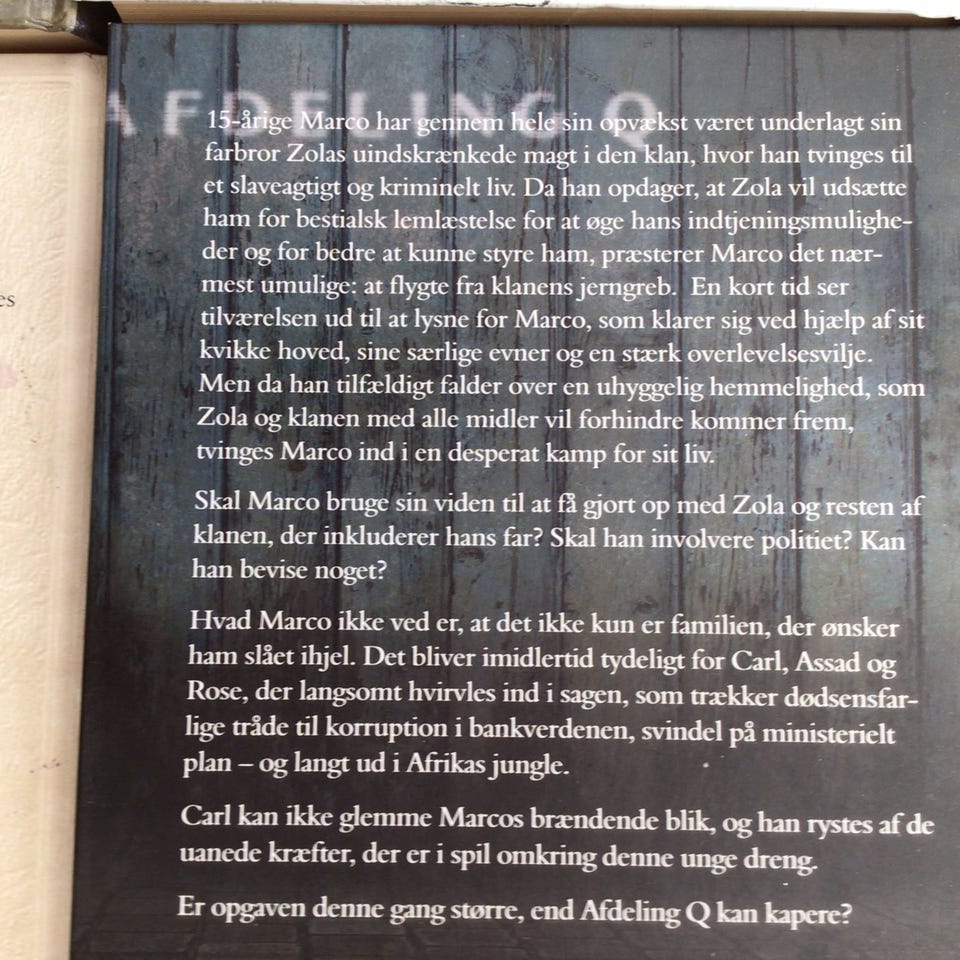 es
AFDELING Q
15-årige Marco har gennem hele sin opvækst været underlagt sin
farbror Zolas uindskrænkede magt i den klan, hvor han tvinges til
et slaveagtigt og kriminelt liv. Da han opdager, at Zola vil udsætte
ham for bestialsk lemlæstelse for at øge hans indtjeningsmulighe-
der og for bedre at kunne styre ham, præsterer Marco det nær-
mest umulige: at flygte fra klanens jerngreb. En kort tid ser
tilværelsen ud til at lysne for Marco, som klarer sig ved hjælp af sit
kvikke hoved, sine særlige evner og en stærk overlevelsesvilje.
Men da han tilfældigt falder over en uhyggelig hemmelighed, som
Zola og klanen med alle midler vil forhindre kommer frem,
tvinges Marco ind i en desperat kamp for sit liv.
Skal Marco bruge sin viden til at få gjort op med Zola og resten af
klanen, der inkluderer hans far? Skal han involvere politiet? Kan
han bevise noget?
Hvad Marco ikke ved er, at det ikke kun er familien, der ønsker
ham slået ihjel. Det bliver imidlertid tydeligt for Carl, Assad og
Rose, der langsomt hvirvles ind i sagen, som trækker dødsensfar-
lige tråde til korruption i bankverdenen, svindel på ministerielt
plan – og langt ud i Afrikas jungle.
Carl kan ikke glemme Marcos brændende blik, og han rystes af de
uanede kræfter, der er i spil omkring denne unge dreng.
Er opgaven denne gang større, end Afdeling Q kan kapere?